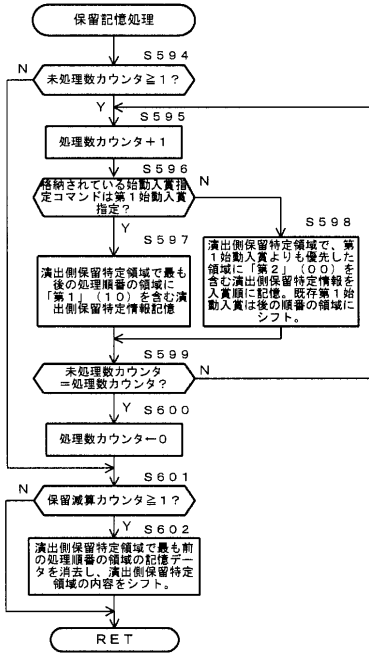 保留記憶処理
S594
N
未処理数カウンタ≧1?
Y
S595
処理数カウンタ+1
S596
格納されている始動入賞指
定コマンドは第1始動入賞
指定?
N
Y
S597
S598
演出側保留特定領域で最も
後の処理順番の領域に
「第1」(10)を含む演
出側保留特定情報記憶
演出側保留特定領域で、第
1始動入賞よりも優先した
領域に「第2」(00)を
含む演出側保留特定情報を
入賞順に記憶。既存第1始
動入賞は後の順番の領域に
シフト。
S599
未処理数カウンタ
=処理数カウンタ?
N
Y
S600
処理数カウンタ←0
S601
N
保留減算カウンタ≧1?
Y
S602
演出側保留特定領域で最も前
の処理順番の領域の記憶デー
タを消去し、演出側保留特定
領域の内容をシフト。
RET